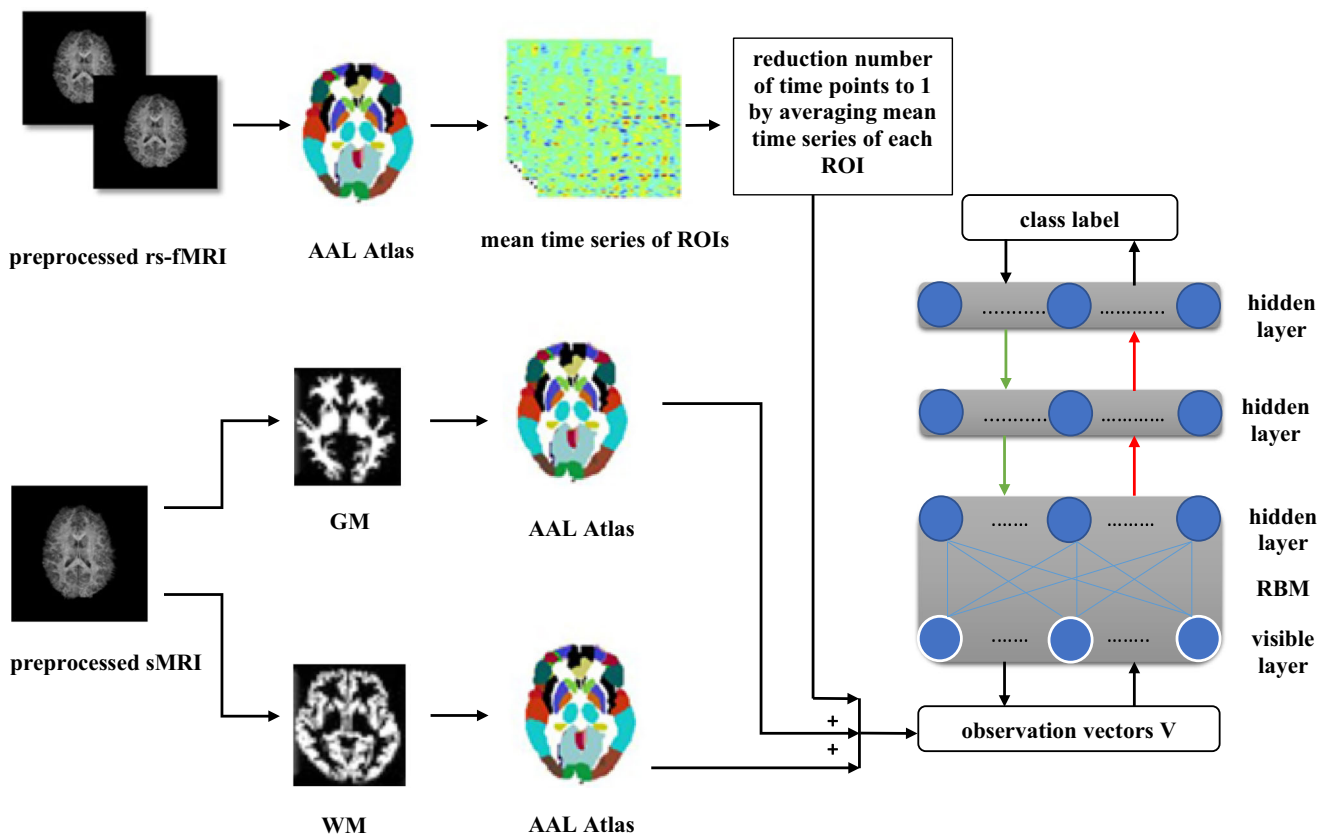 reduction number
of time points to 1
by averaging mean
time series of each
ROI
preprocessed rs-fMRI
AAL Atlas
mean time series of ROIs
class label
............
.............
hidden
layer
............
.............
hidden
layer
GM
AAL Atlas
.......
.........
hidden
layer
RBM
.......
........
visible
layer
preprocessed sMRI
+
+
observation vectors V
WM
AAL Atlas